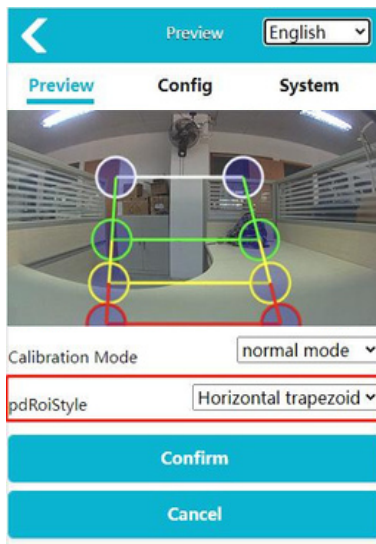 Preview English
Preview Config System
Calibration Mode normal mode
pdRoiStyle Horizontal trapezoid
Confirm
Cancel